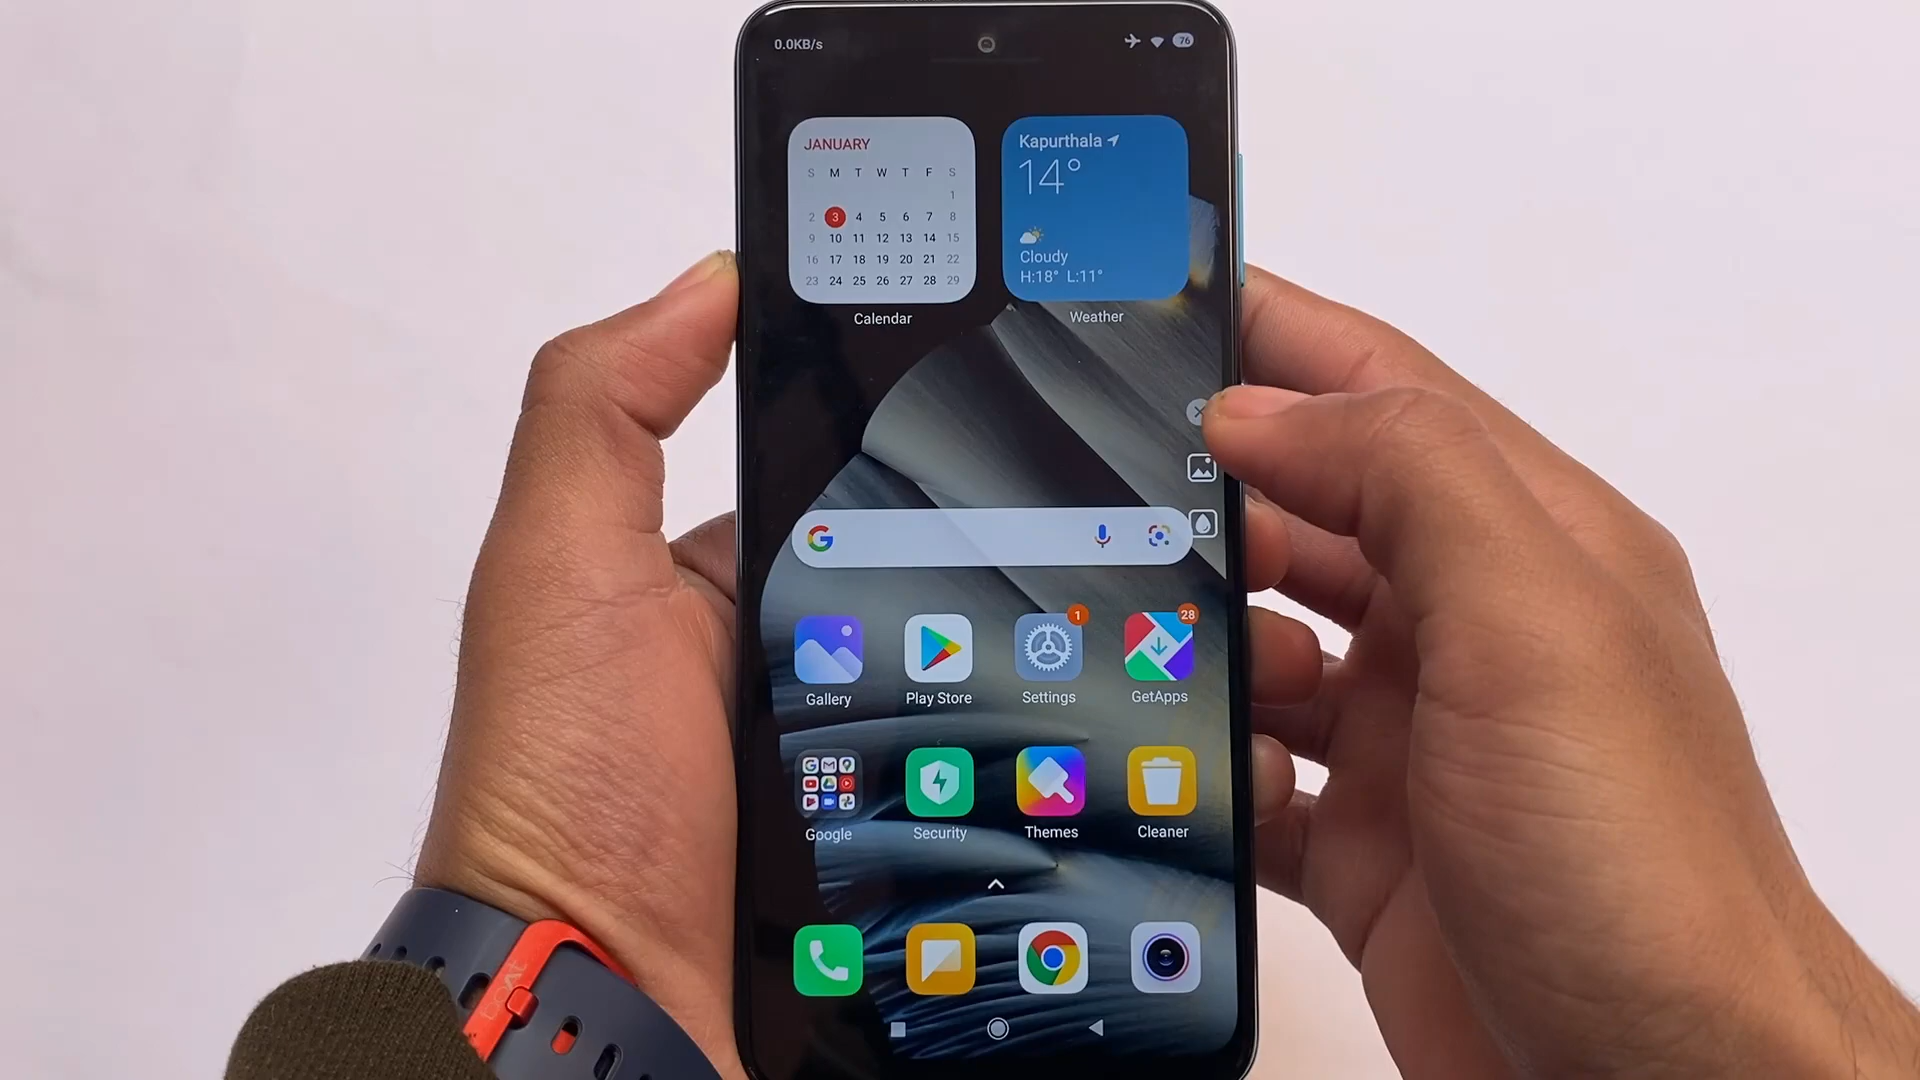 0.0KB/s
76
JANUARY
S M T W T F S
1
2 3 4 5 6 7 8
9 10 11 12 13 14 15
16 17 18 19 20 21 22
23 24 25 26 27 28 29
Calendar
Kapurthala
14°
Cloudy
H:18° L:11°
Weather
1
28
Gallery Play Store Settings GetApps
Google Security Themes Cleaner
boAt